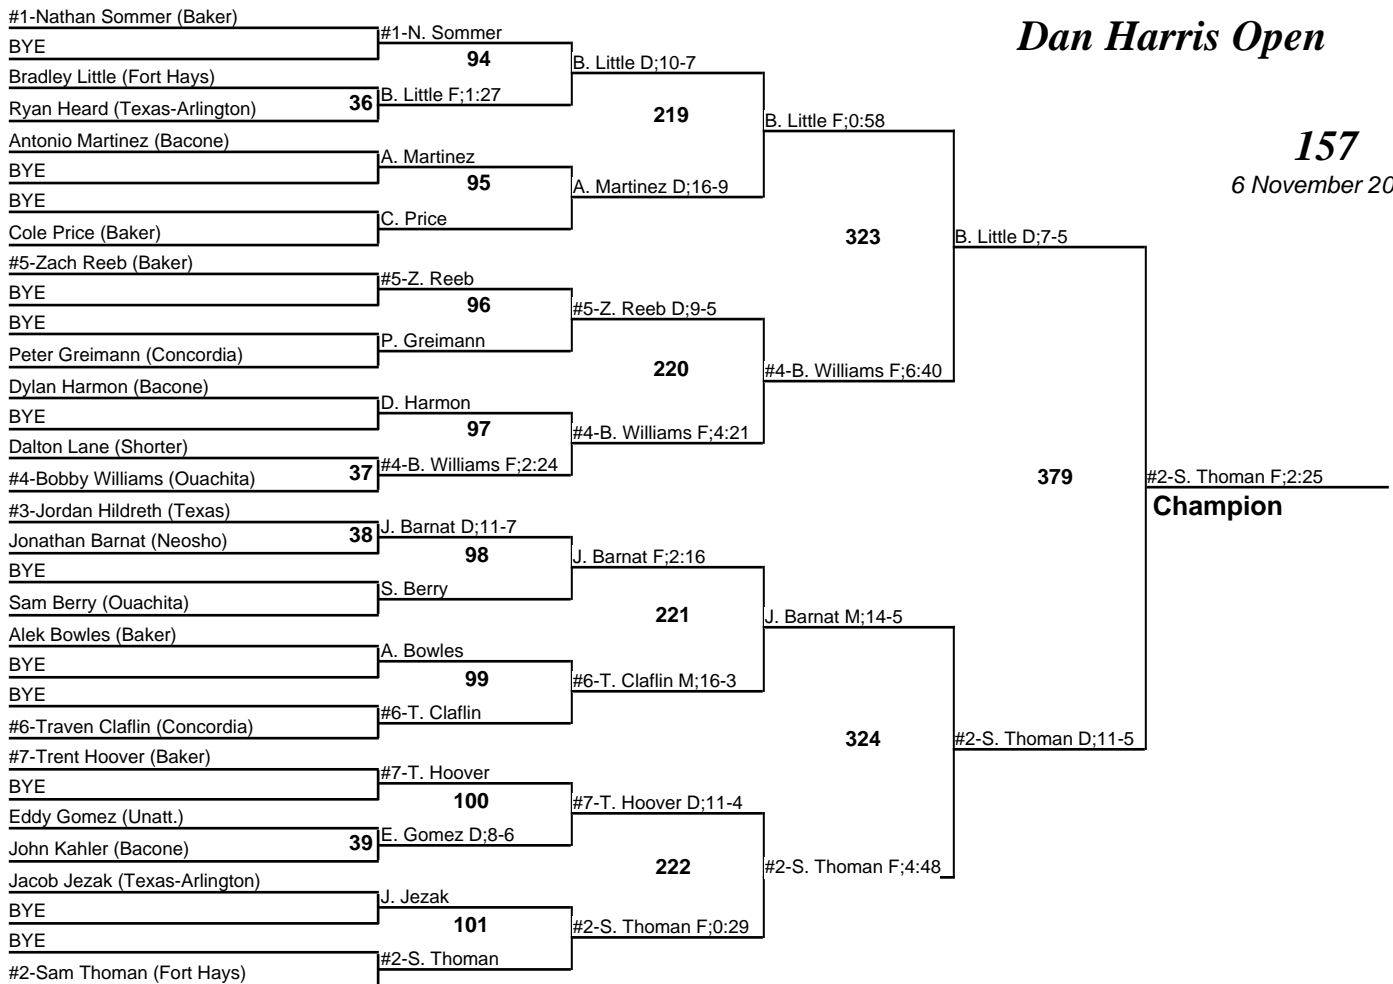 #1-Nathan Sommer (Baker)
BYE
Bradley Little (Fort Hays)
Ryan Heard (Texas-Arlington)
Antonio Martinez (Bacone)
BYE
BYE
Cole Price (Baker)
#5-Zach Reeb (Baker)
BYE
BYE
Peter Greimann (Concordia)
Dylan Harmon (Bacone)
BYE
Dalton Lane (Shorter)
#4-Bobby Williams (Ouachita)
#3-Jordan Hildreth (Texas)
Jonathan Barnat (Neosho)
BYE
Sam Berry (Ouachita)
Alek Bowles (Baker)
BYE
BYE
#6-Traven Claflin (Concordia)
#7-Trent Hoover (Baker)
BYE
Eddy Gomez (Unatt.)
John Kahler (Bacone)
Jacob Jezak (Texas-Arlington)
BYE
BYE
#2-Sam Thoman (Fort Hays)
36
37
38
39
#1-N. Sommer
94
B. Little F;1:27
A. Martinez
95
C. Price
#5-Z. Reeb
96
P. Greimann
D. Harmon
97
#4-B. Williams F;2:24
J. Barnat D;11-7
98
S. Berry
A. Bowles
99
#6-T. Claflin
#7-T. Hoover
100
E. Gomez D;8-6
J. Jezak
101
#2-S. Thoman
B. Little D;10-7
219
A. Martinez D;16-9
#5-Z. Reeb D;9-5
220
#4-B. Williams F;4:21
J. Barnat F;2:16
221
#6-T. Claflin M;16-3
#7-T. Hoover D;11-4
222
#2-S. Thoman F;0:29
B. Little F;0:58
323
#4-B. Williams F;6:40
J. Barnat M;14-5
324
#2-S. Thoman F;4:48
B. Little D;7-5
379
#2-S. Thoman D;11-5
#2-S. Thoman F;2:25
Champion
Dan Harris Open
157
6 November 20